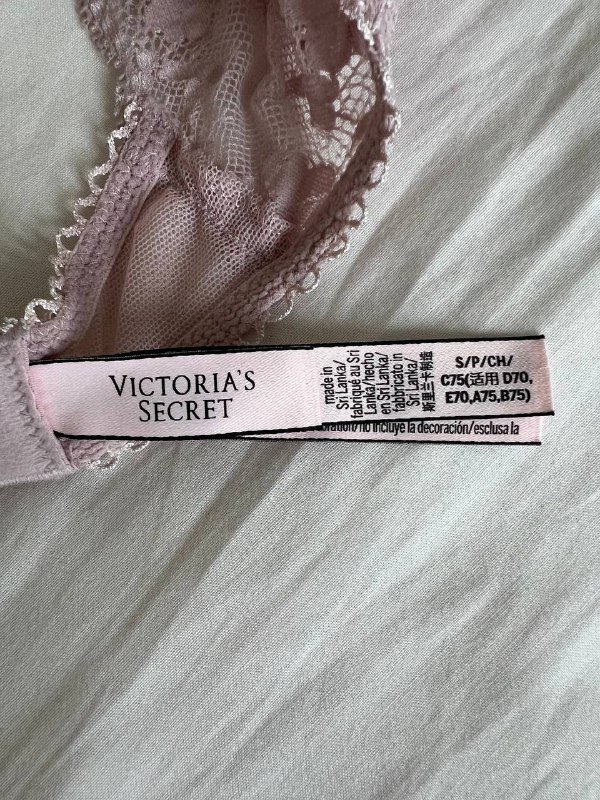 VICTORIA'S
SECRET
made in
Sri Lanka/
fabriqué au Sri
Lanka/hecho
en Sri Lanka/
fabbricato in
Sri Lanka/
斯里兰卡制造
S/P/CH/
C75(适用 D70,
E70,A75,B75)
no incluye la decoración/esclusa la